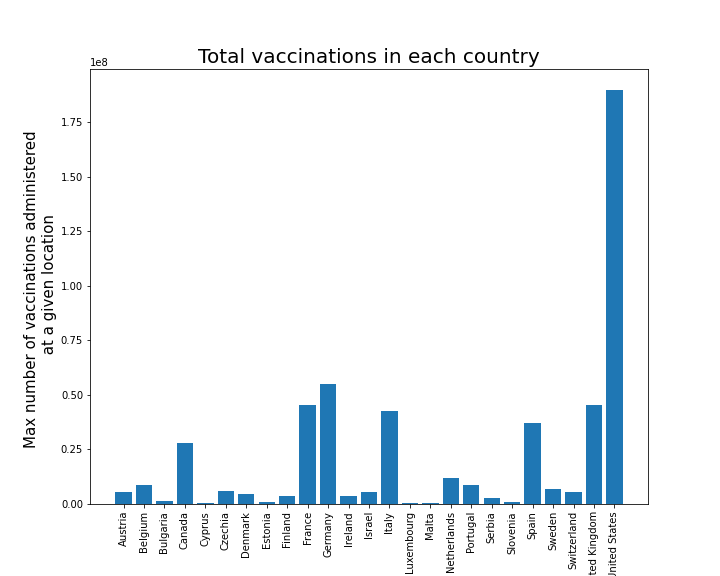 Total vaccinations in each country
1e8
Max number of vaccinations administered
at a given location
1.75
1.50
1.25
1.00
0.75
0.50
0.25
0.00
Austria
Belgium
Bulgaria
Canada
Cyprus
Czechia
Denmark
Estonia
Finland
France
Germany
Ireland
Israel
Italy
Luxembourg
Malta
Netherlands
Portugal
Serbia
Slovenia
Spain
Sweden
Switzerland
ted Kingdom
United States